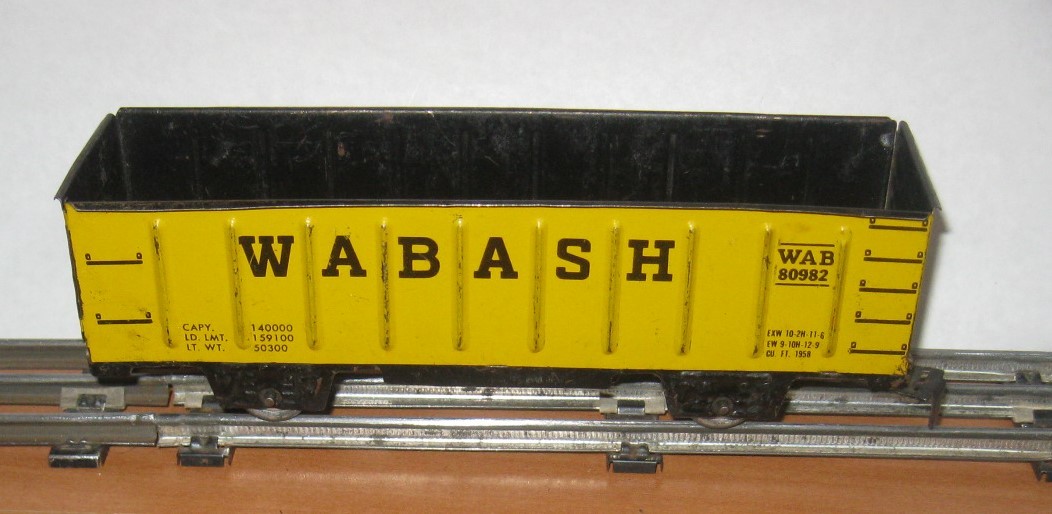 WABASH
WAB
80982
CAPY. 140000
LD. LMT. 159100
LT. WT. 50300
EXW 10-2H-11-6
EW 9-10H-12-9
CU. FT. 1958